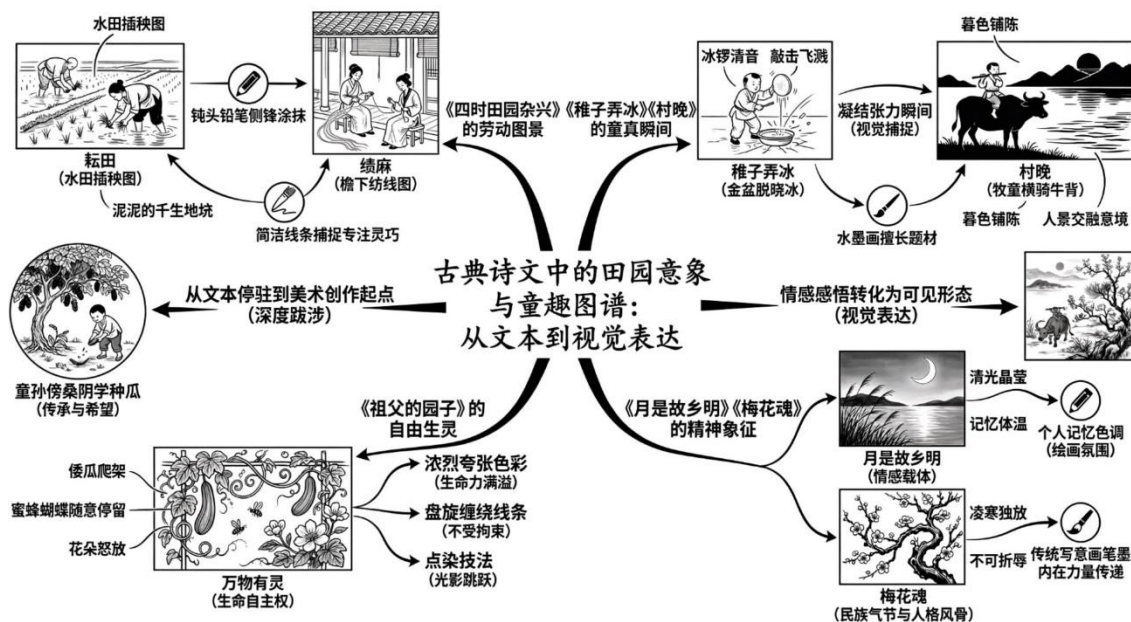 水田插秧图
钝头铅笔侧锋涂抹
耘田
(水田插秧图)
泥泥的千生地坑
绩麻
(檐下纺线图)
简洁线条捕捉专注灵巧
《四时田园杂兴》
的劳动图景
《稚子弄冰》《村晚》
的童真瞬间
冰锣清音 敲击飞溅
稚子弄冰
(金盆脱晓冰)
凝结张力瞬间
(视觉捕捉)
水墨画擅长题材
暮色铺陈
村晚
(牧童横骑牛背)
暮色铺陈
人景交融意境
古典诗文中的田园意象
与童趣图谱：
从文本到视觉表达
从文本停驻到美术创作起点
(深度跋涉)
童孙傍桑阴学种瓜
(传承与希望)
情感感悟转化为可见形态
(视觉表达)
《祖父的园子》的
自由生灵
倭瓜爬架
蜜蜂蝴蝶随意停留
花朵怒放
万物有灵
(生命自主权)
浓烈夸张色彩
(生命力满溢)
盘旋缠绕线条
(不受拘束)
点染技法
(光影跳跃)
《月是故乡明》《梅花魂》
的精神象征
月是故乡明
(情感载体)
清光晶莹
记忆体温
个人记忆色调
(绘画氛围)
梅花魂
(民族气节与人格风骨)
凌寒独放
不可折辱
传统写意画笔墨
内在力量传递